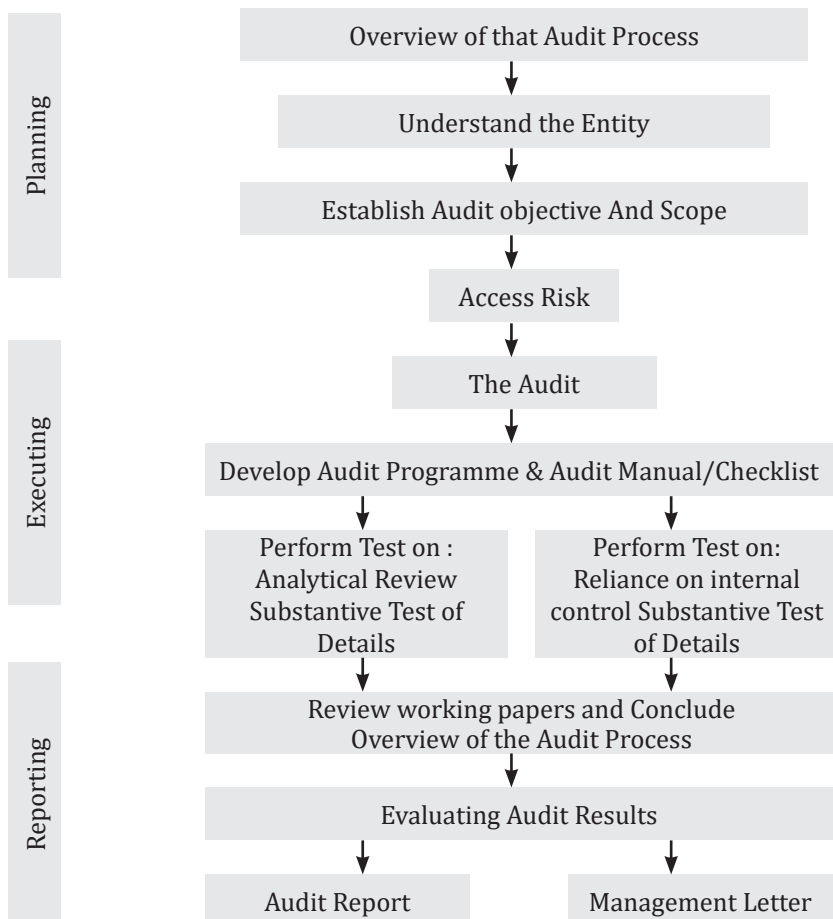 Planning
Overview of that Audit Process
Understand the Entity
Establish Audit objective And Scope
Access Risk
Executing
The Audit
Develop Audit Programme & Audit Manual/Checklist
Perform Test on :
Analytical Review
Substantive Test of
Details
Perform Test on:
Reliance on internal
control Substantive Test
of Details
Reporting
Review working papers and Conclude
Overview of the Audit Process
Evaluating Audit Results
Audit Report
Management Letter